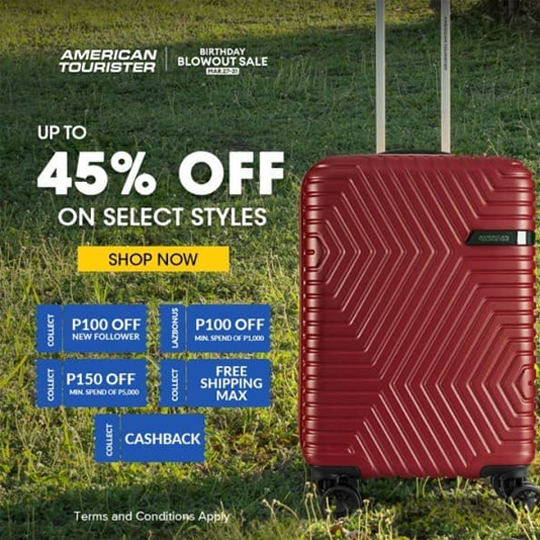 AMERICAN
TOURISTER
BIRTHDAY
BLOWOUT SALE
MAR.27-31
UP TO
45% OFF
ON SELECT STYLES
SHOP NOW
COLLECT
P100 OFF
NEW FOLLOWER
LAZBONUS
P100 OFF
MIN. SPEND OF P1,000
COLLECT
P150 OFF
MIN. SPEND OF P5,000
COLLECT
FREE
SHIPPING
MAX
COLLECT
CASHBACK
Terms and Conditions Apply